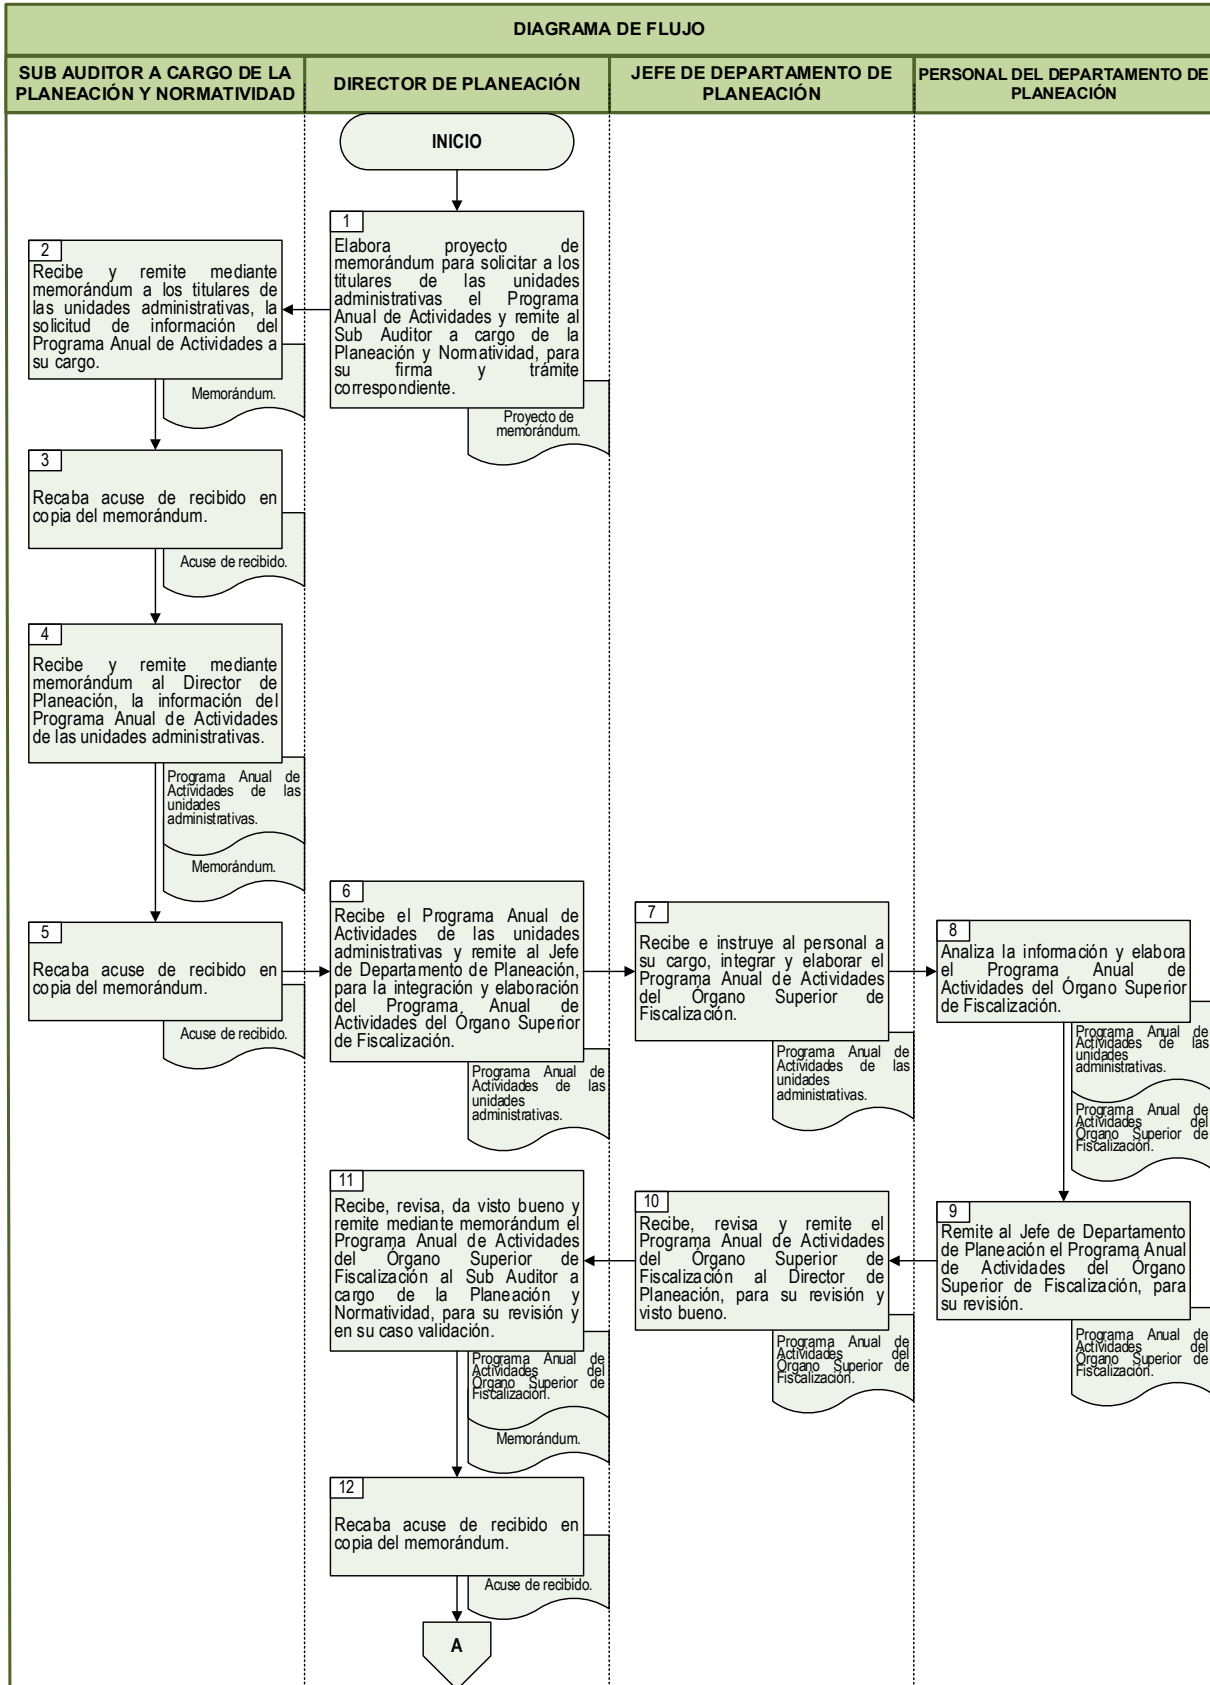 DIAGRAMA DE FLUJO
SUB AUDITOR A CARGO DE LA
PLANEACIÓN Y NORMATIVIDAD
DIRECTOR DE PLANEACIÓN
JEFE DE DEPARTAMENTO DE
PLANEACIÓN
PERSONAL DEL DEPARTAMENTO DE
PLANEACIÓN
INICIO
1
Elabora proyecto de
memorándum para solicitar a los
titulares de las unidades
administrativas el Programa
Anual de Actividades y remite al
Sub Auditor a cargo de la
Planeación y Normatividad, para
su firma y trámite
correspondiente.
Proyecto de
memorándum.
2
Recibe y remite mediante
memorándum a los titulares de
las unidades administrativas, la
solicitud de información del
Programa Anual de Actividades a
su cargo.
Memorándum.
3
Recaba acuse de recibido en
copia del memorándum.
Acuse de recibido.
4
Recibe y remite mediante
memorándum al Director de
Planeación, la información del
Programa Anual de Actividades
de las unidades administrativas.
Programa Anual de
Actividades de las
unidades
administrativas.
Memorándum.
5
Recaba acuse de recibido en
copia del memorándum.
Acuse de recibido.
6
Recibe el Programa Anual de
Actividades de las unidades
administrativas y remite al Jefe
de Departamento de Planeación,
para la integración y elaboración
del Programa Anual de
Actividades del Órgano Superior
de Fiscalización.
Programa Anual de
Actividades de las
unidades
administrativas.
7
Recibe e instruye al personal a
su cargo, integrar y elaborar el
Programa Anual de Actividades
del Órgano Superior de
Fiscalización.
Programa Anual de
Actividades de las
unidades
administrativas.
8
Analiza la información y elabora
el Programa Anual de
Actividades del Órgano Superior
de Fiscalización.
Programa Anual de
Actividades de las
unidades
administrativas.
Programa Anual de
Actividades del
Órgano Superior de
Fiscalización.
9
Remite al Jefe de Departamento
de Planeación el Programa Anual
de Actividades del Órgano
Superior de Fiscalización, para
su revisión.
Programa Anual de
Actividades del
Órgano Superior de
Fiscalización.
10
Recibe, revisa y remite el
Programa Anual de Actividades
del Órgano Superior de
Fiscalización al Director de
Planeación, para su revisión y
visto bueno.
Programa Anual de
Actividades del
Órgano Superior de
Fiscalización.
11
Recibe, revisa, da visto bueno y
remite mediante memorándum el
Programa Anual de Actividades
del Órgano Superior de
Fiscalización al Sub Auditor a
cargo de la Planeación y
Normatividad, para su revisión y
en su caso validación.
Programa Anual de
Actividades del
Órgano Superior de
Fiscalización.
Memorándum.
12
Recaba acuse de recibido en
copia del memorándum.
Acuse de recibido.
A